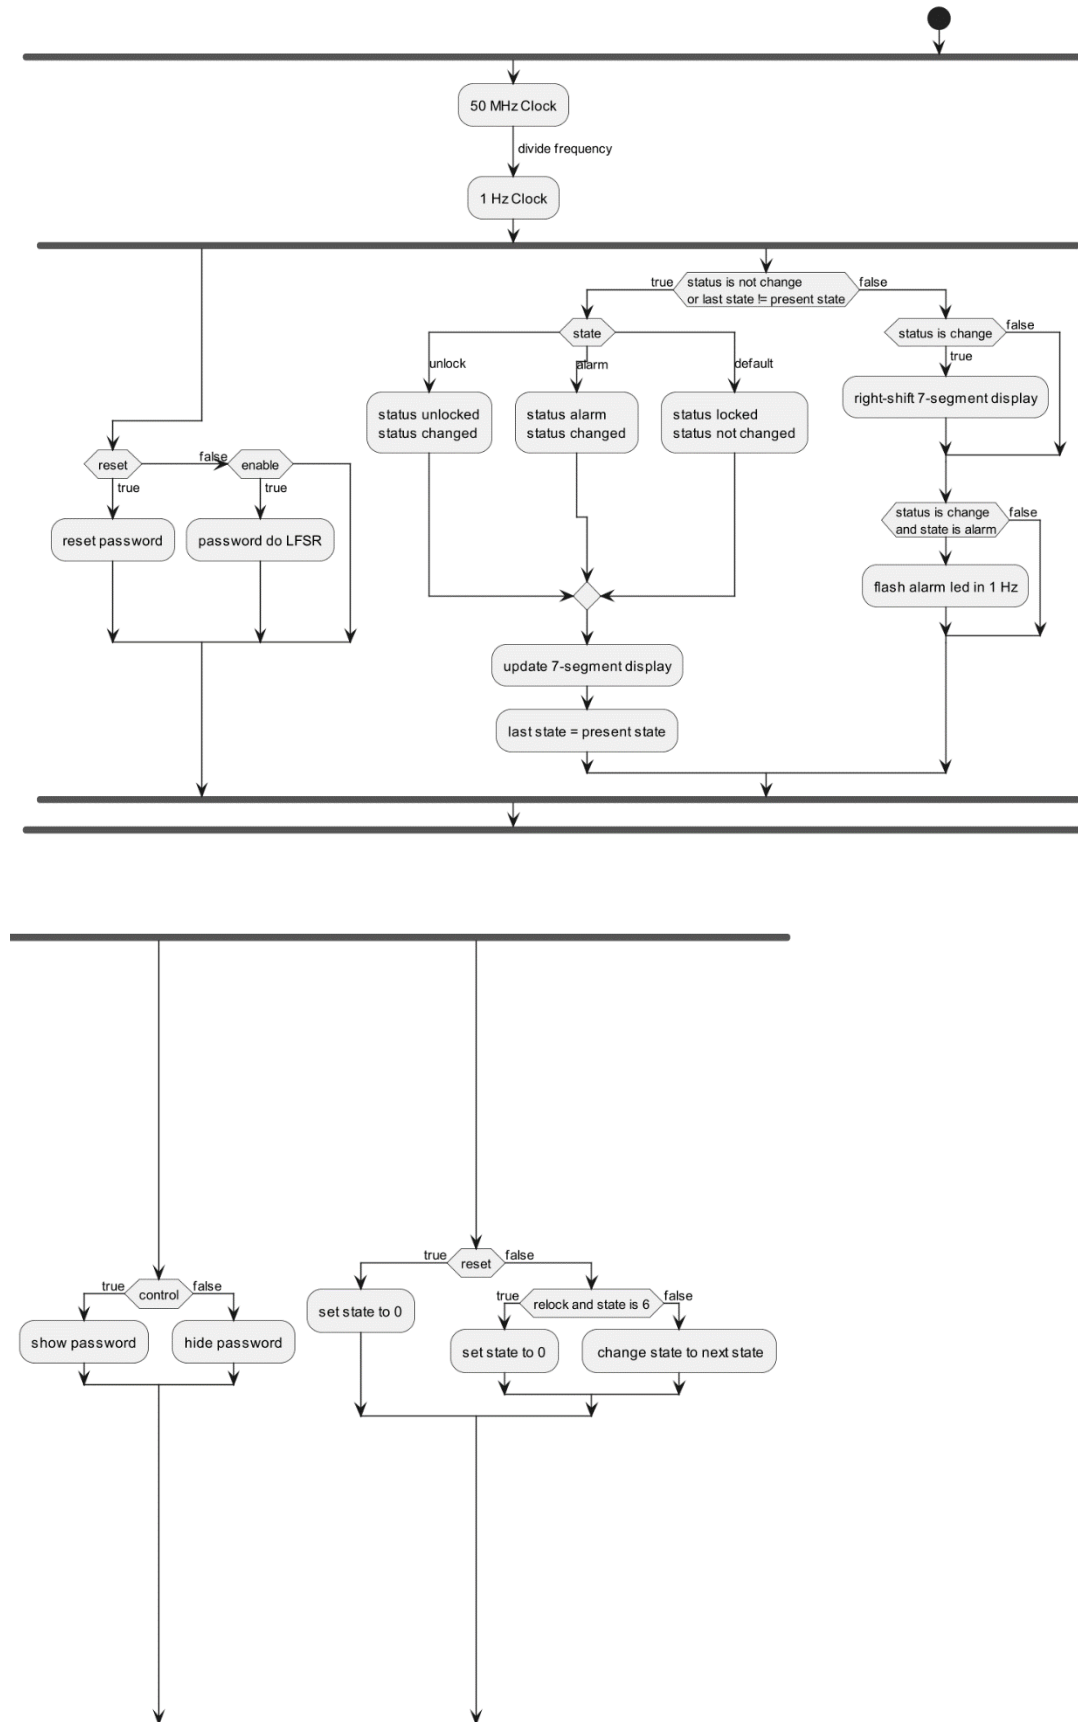 50 MHz Clock
divide frequency
1 Hz Clock
true
status is not change
or last state != present state
false
state
status is change
false
unlock
alarm
default
true
status unlocked
status changed
status alarm
status changed
status locked
status not changed
right-shift 7-segment display
reset
false
enable
true
true
status is change
and state is alarm
false
reset password
password do LFSR
flash alarm led in 1 Hz
update 7-segment display
last state = present state
true
reset
false
true
control
false
true
relock and state is 6
false
set state to 0
show password
hide password
set state to 0
change state to next state